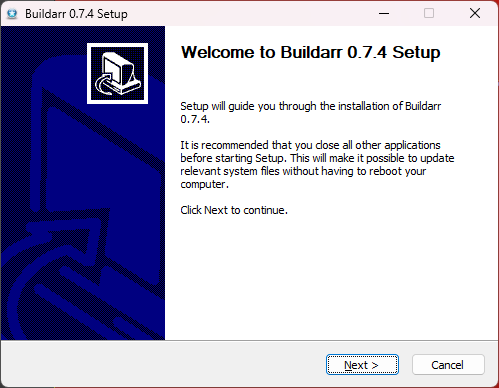 Buildarr 0.7.4 Setup
Welcome to Buildarr 0.7.4 Setup
Setup will guide you through the installation of Buildarr
0.7.4.
It is recommended that you close all other applications
before starting Setup. This will make it possible to update
relevant system files without having to reboot your
computer.
Click Next to continue.
Next >
Cancel